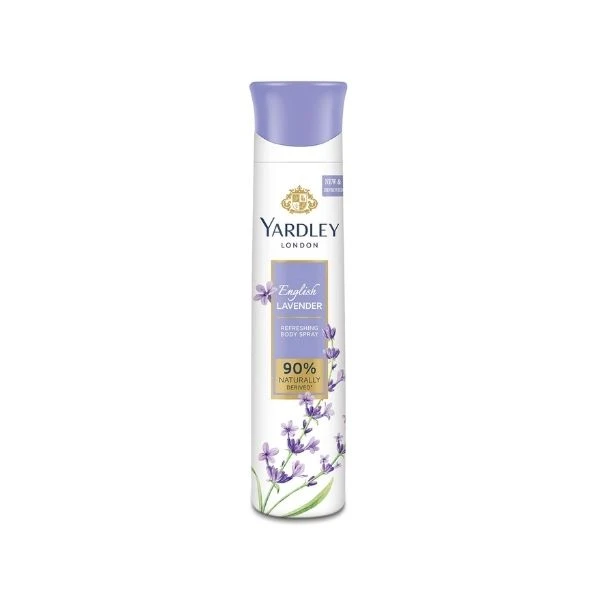 NEW &
YARDLEY
LONDON
English
LAVENDER
REFRESHING
BODY SPRAY
90%
NATURALLY
DERIVED*